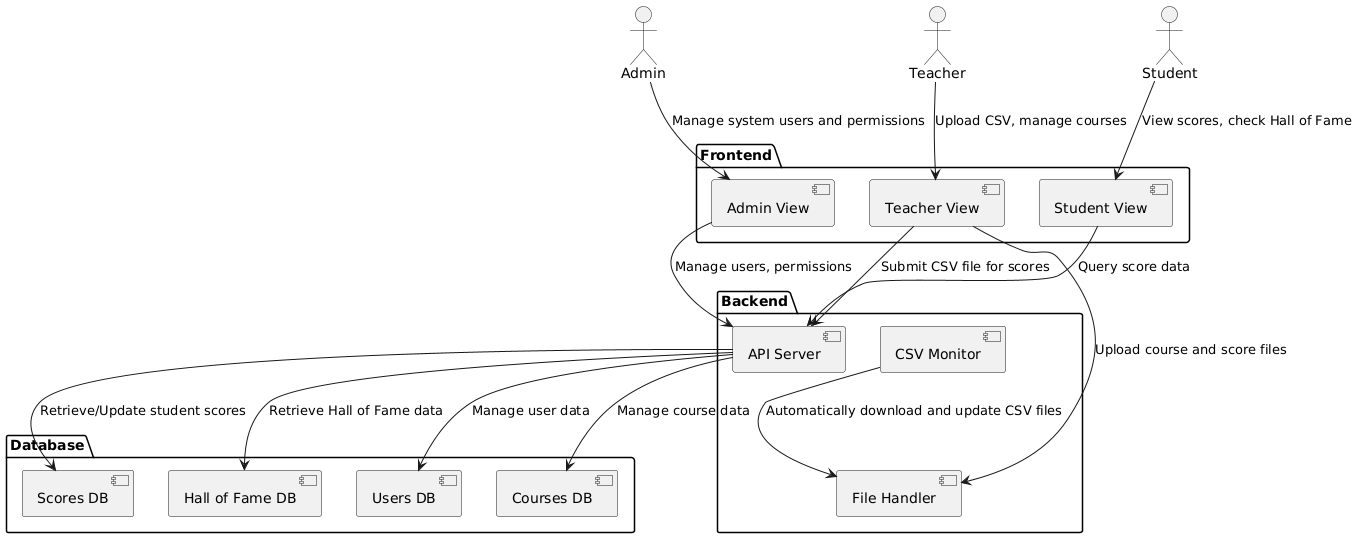 Admin
Teacher
Student
Manage system users and permissions
Upload CSV, manage courses
View scores, check Hall of Fame
Frontend
Admin View
Teacher View
Student View
Manage users, permissions
Submit CSV file for scores
Query score data
Backend
API Server
CSV Monitor
Upload course and score files
Retrieve/Update student scores
Retrieve Hall of Fame data
Manage user data
Manage course data
Automatically download and update CSV files
Database
Scores DB
Hall of Fame DB
Users DB
Courses DB
File Handler